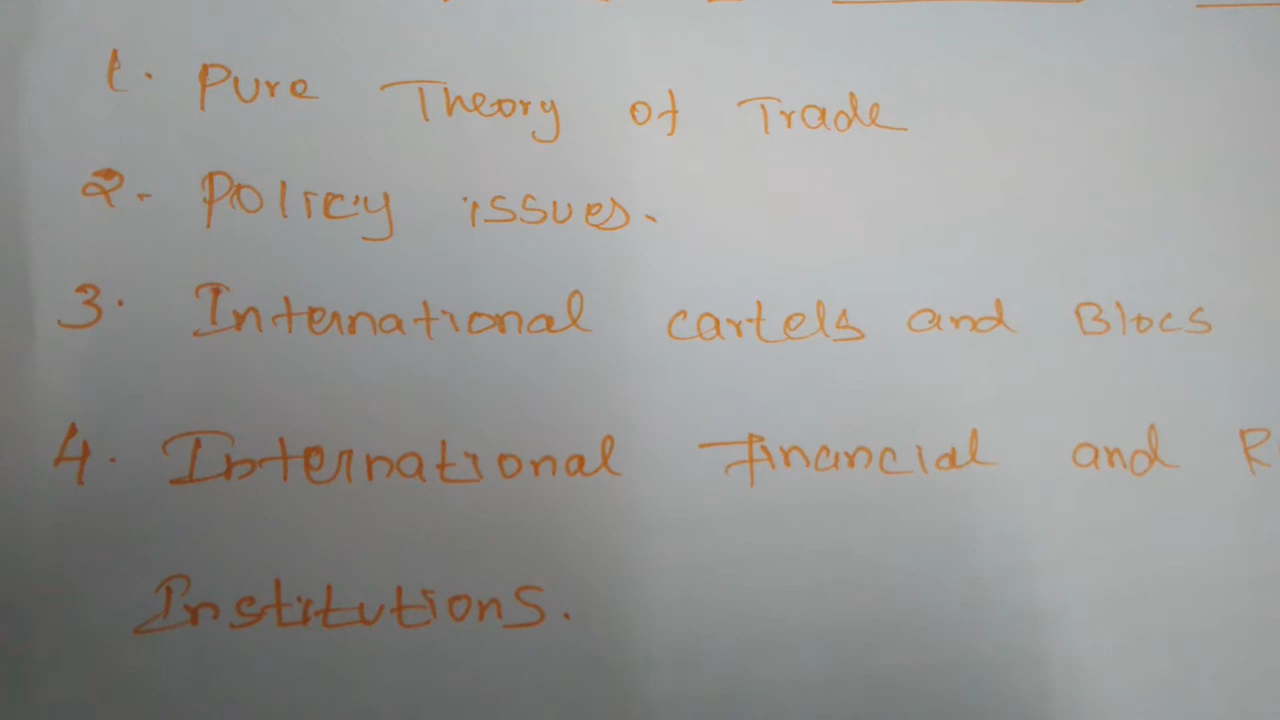 1. Pure Theory of Trade
2. Policy issues.
3. International cartels and Blocs
4. International Financial and
Institutions.